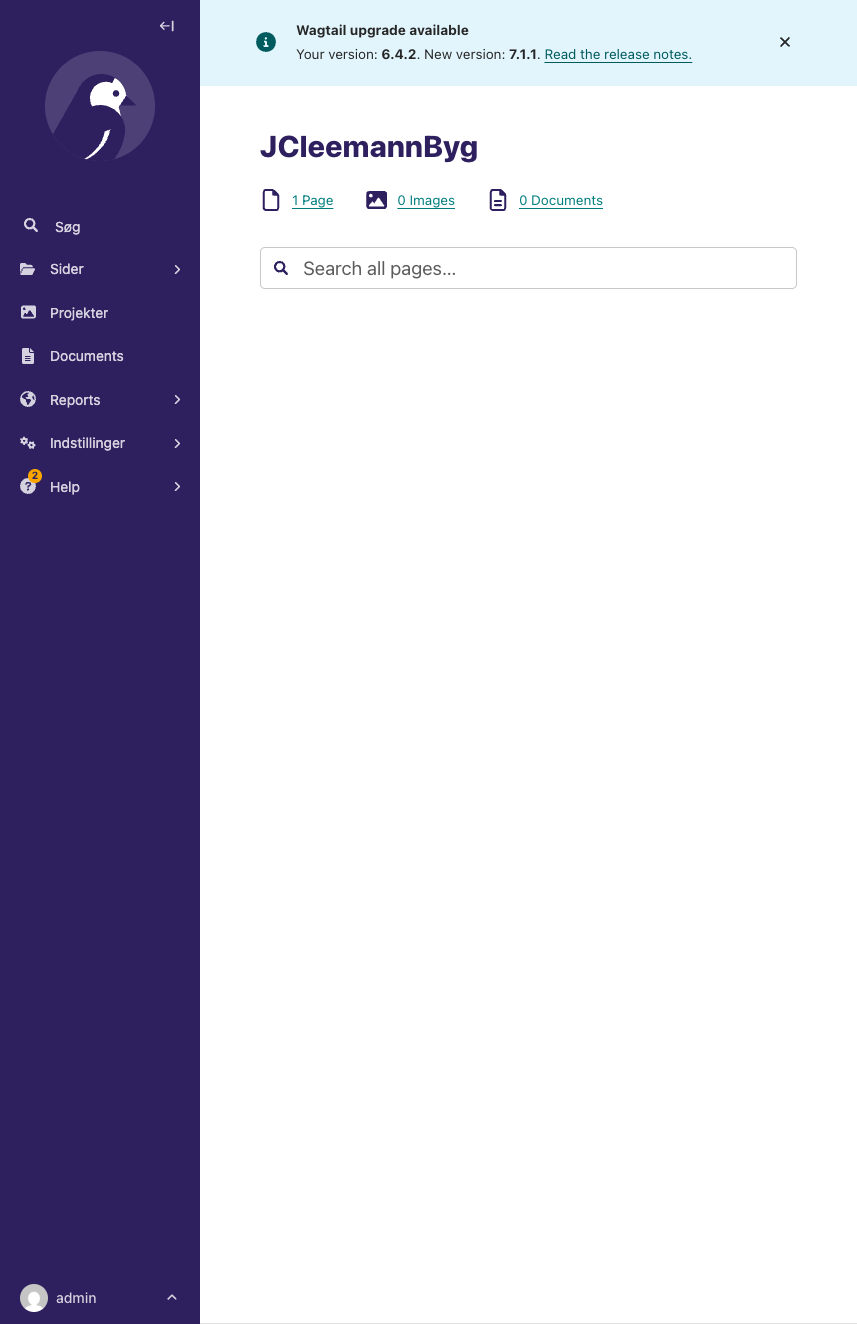 Wagtail upgrade available
Your version: 6.4.2. New version: 7.1.1. Read the release notes.
JCleemannByg
1 Page
0 Images
0 Documents
Search all pages…
Søg
Sider
Projekter
Documents
Reports
Indstillinger
2
Help
admin